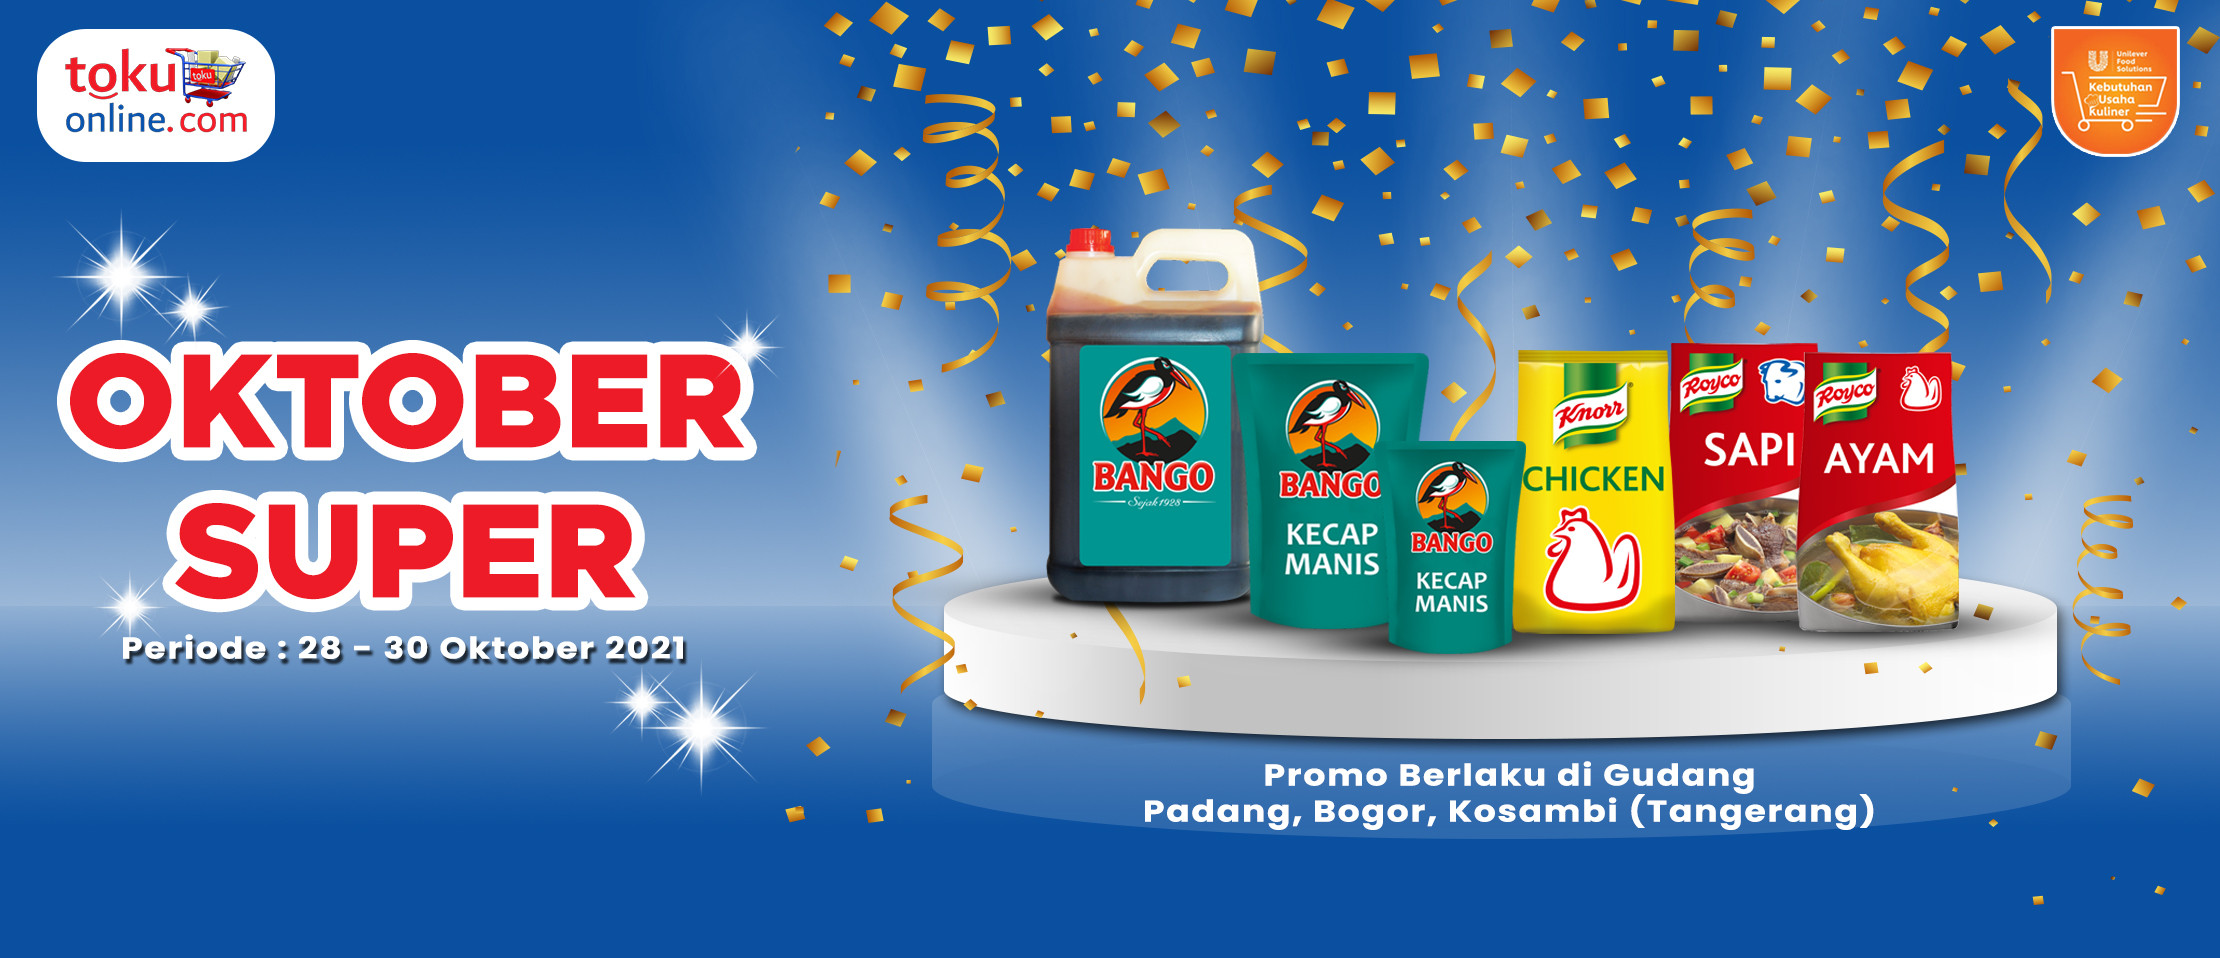 toku
toku
online.com
Unilever
Food
Solutions
Kebutuhan
Usaha
Kuliner
OKTOBER
SUPER
Periode : 28 - 30 Oktober 2021
BANGO
Sejak 1928
BANGO
KECAP
MANIS
BANGO
KECAP
MANIS
Knorr
CHICKEN
Royco
SAPI
Royco
AYAM
Promo Berlaku di Gudang
Padang, Bogor, Kosambi (Tangerang)